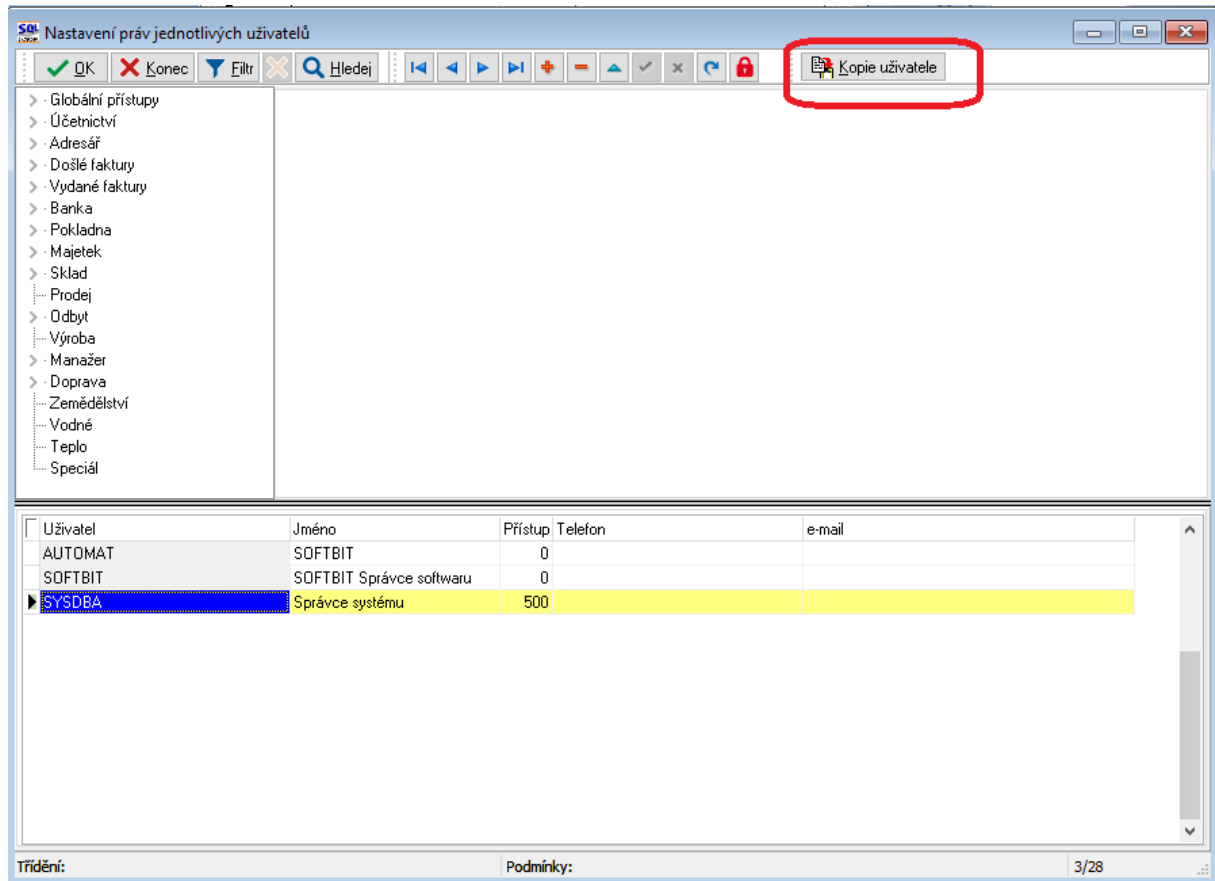 SQL Nastavení práv jednotlivých uživatelů
OK Konec Filtr Hledej Kopie uživatele
Globální přístupy
Účetnictví
Adresář
Došlé faktury
Vydané faktury
Banka
Pokladna
Majetek
Sklad
Prodej
Odbyt
Výroba
Manažer
Doprava
Zemědělství
Vodné
Teplo
Speciál
Uživatel Jméno Přístup Telefon e-mail
AUTOMAT SOFTBIT 0
SOFTBIT SOFTBIT Správce softwaru 0
SYSDBA Správce systému 500
Třídění: Podmínky: 3/28